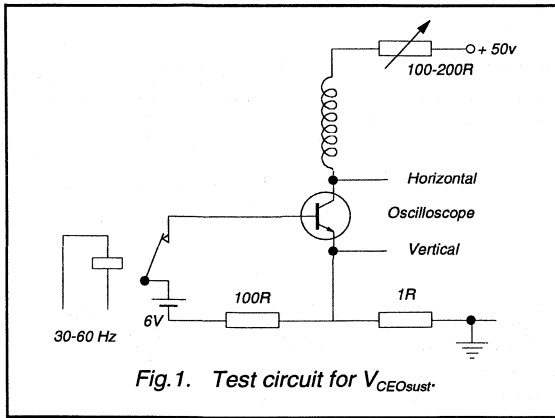 + 50v
100-200R
Horizontal
Oscilloscope
Vertical
100R
1R
6V
30-60 Hz
Fig.1. Test circuit for VCEOsust.